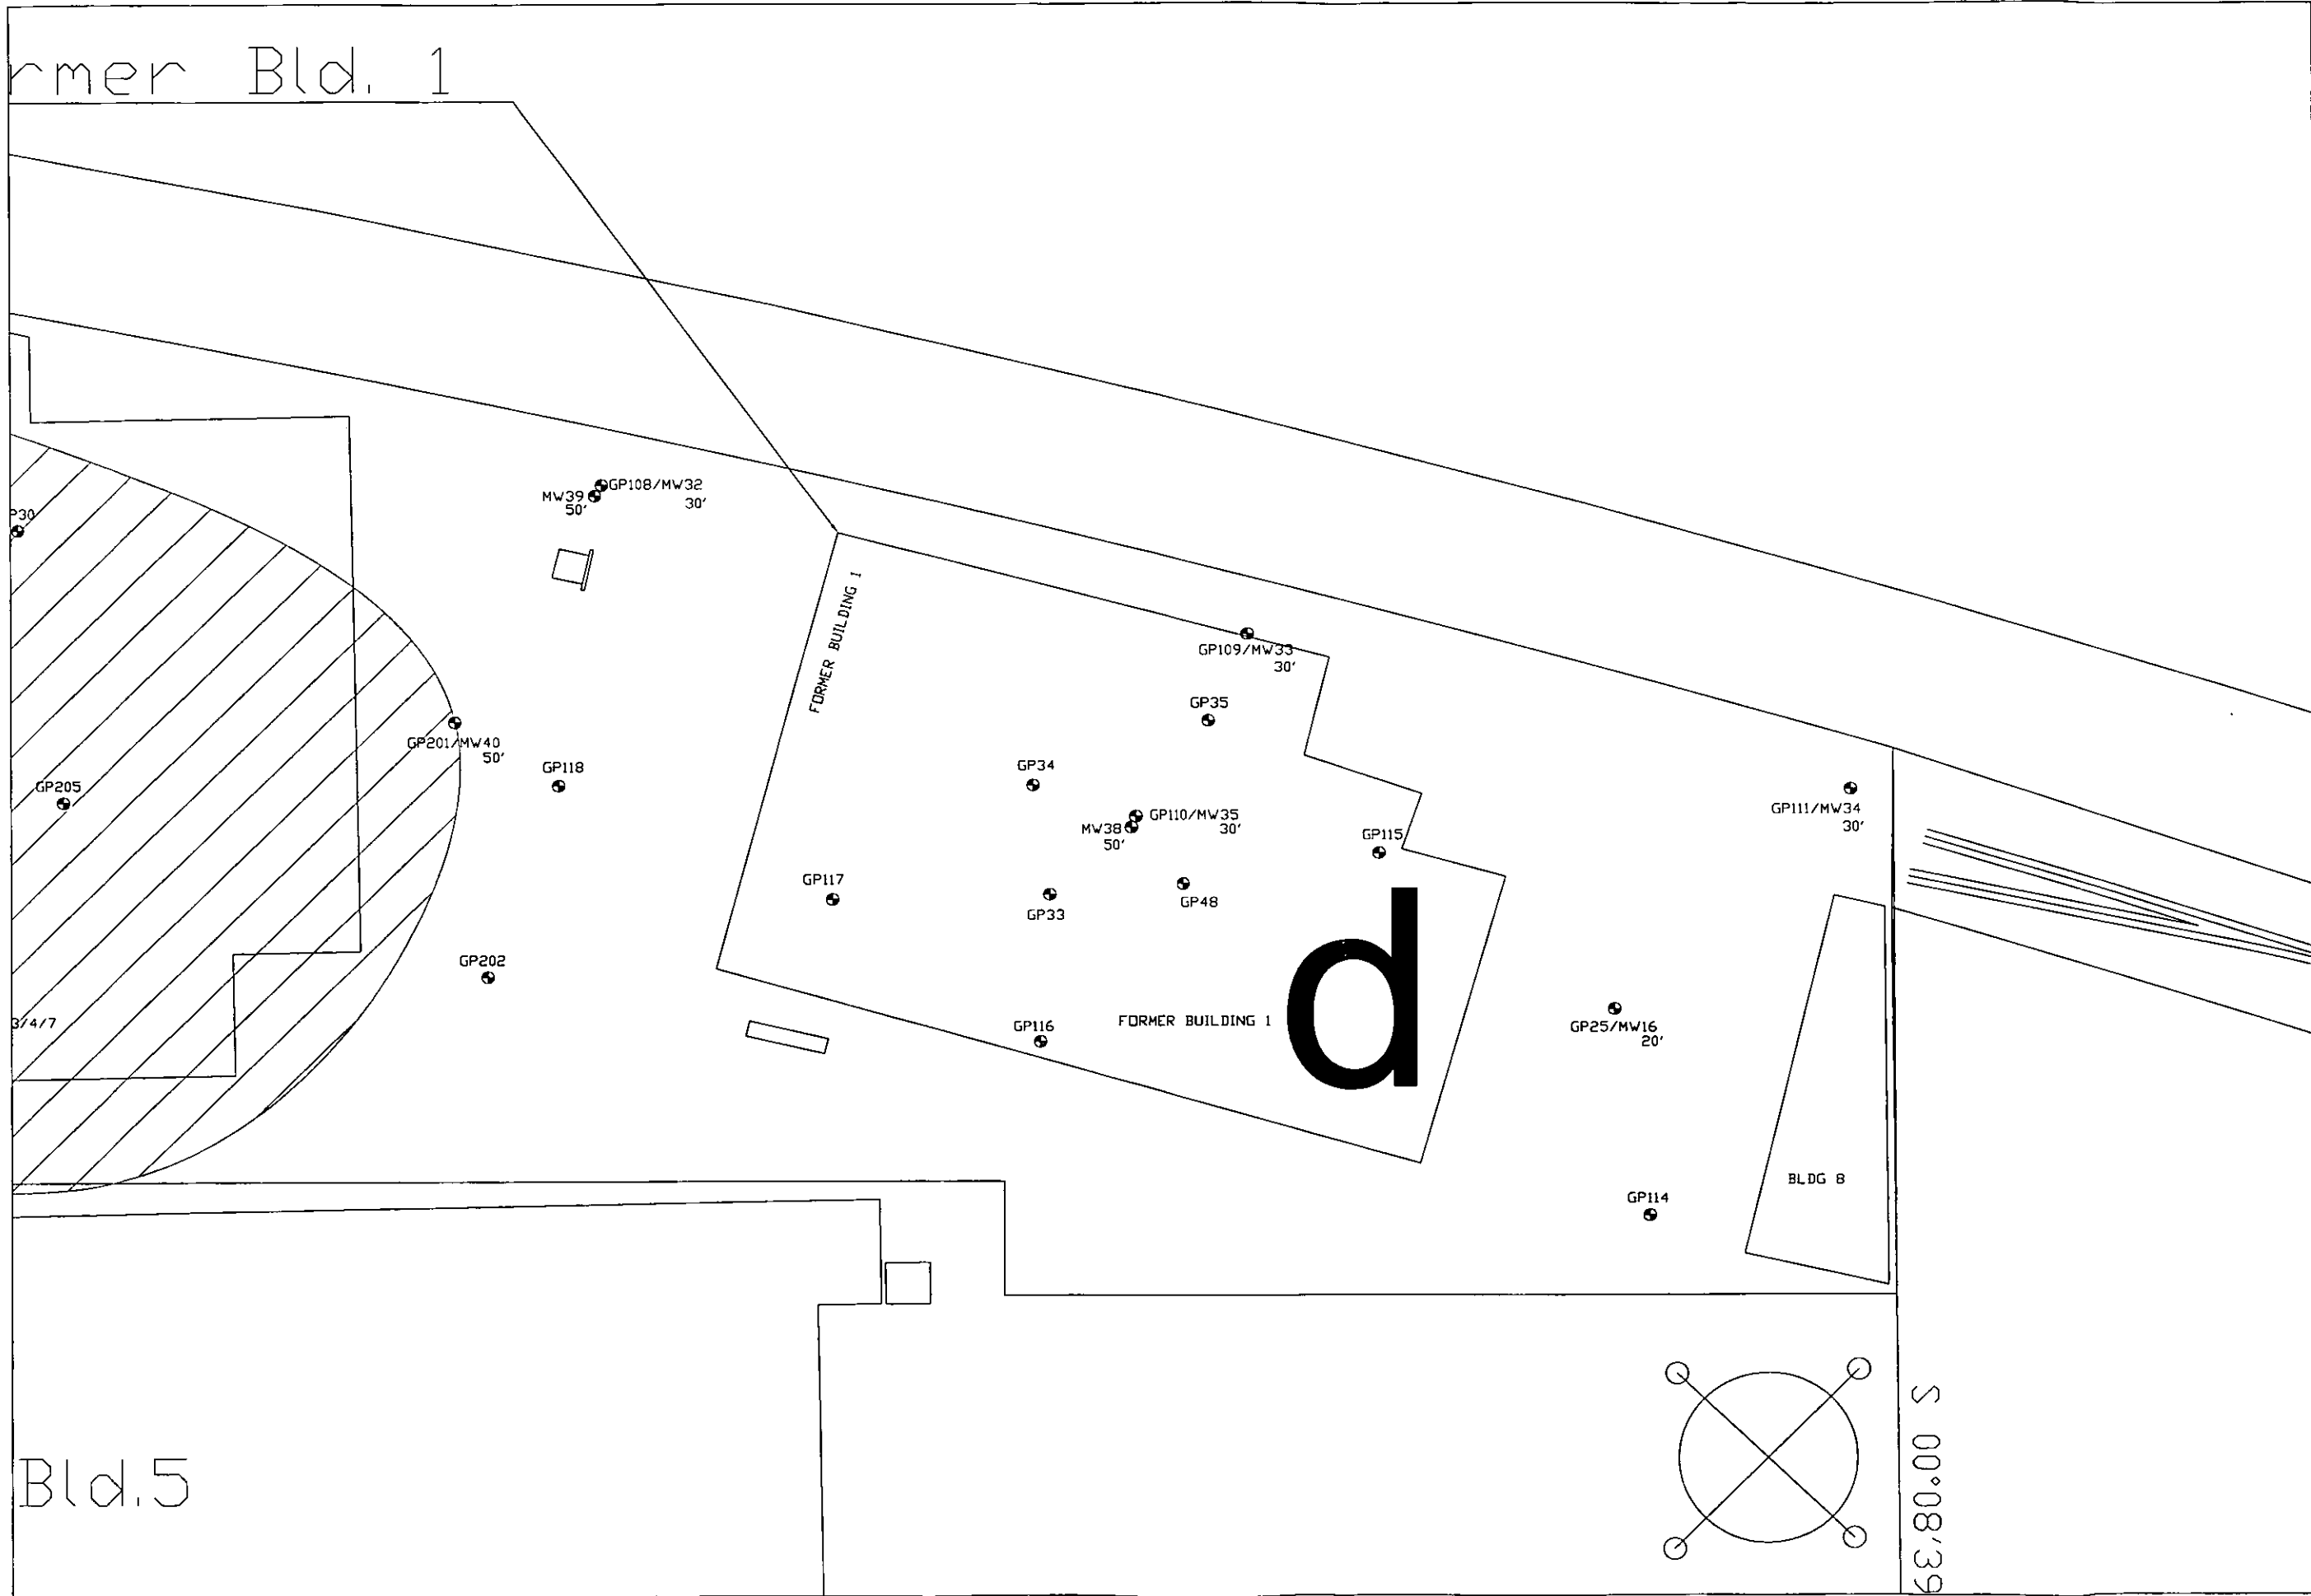 rmer Bld. 1
GP108/MW32
30'
MW39
50'
P30
FORMER BUILDING 1
GP109/MW33
30'
GP35
GP201/MW40
50'
GP118
GP34
GP205
GP110/MW35
30'
MW38
50'
GP111/MW34
30'
GP115
GP117
GP33
GP48
d
GP202
3/4/7
GP116
FORMER BUILDING 1
GP25/MW16
20'
BLDG 8
GP114
Bld.5
S 00°08'39